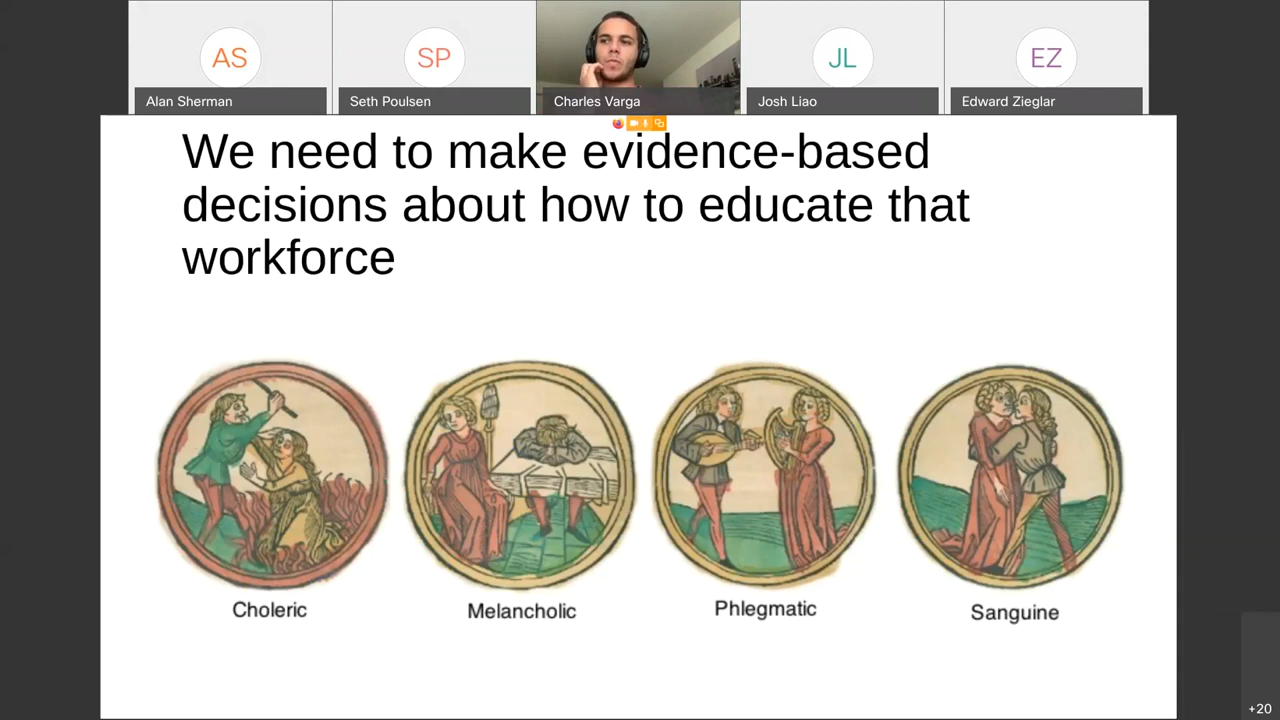 AS
SP
JL
EZ
Alan Sherman
Seth Poulsen
Charles Varga
Josh Liao
Edward Zieglar
We need to make evidence-based
decisions about how to educate that
workforce
Choleric
Melancholic
Phlegmatic
Sanguine
+20